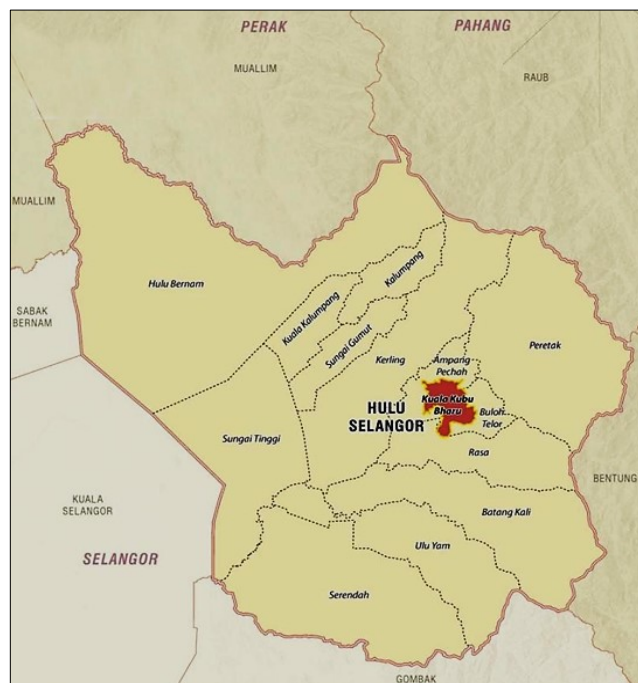 PERAK
PAHANG
MUALLIM
RAUB
MUALLIM
Hulu Bernam
Kalumpang
Kuala Kalumpang
SABAK
BERNAM
Sungai Gumut
Kerling
Ampang
Pechah
Peretak
Kuala Kubu
Bharu
HULU
SELANGOR
Buloh
Telor
Sungai Tinggi
Rasa
BENTUNG
KUALA
SELANGOR
Batang Kali
Ulu Yam
SELANGOR
Serendah
GOMBAK